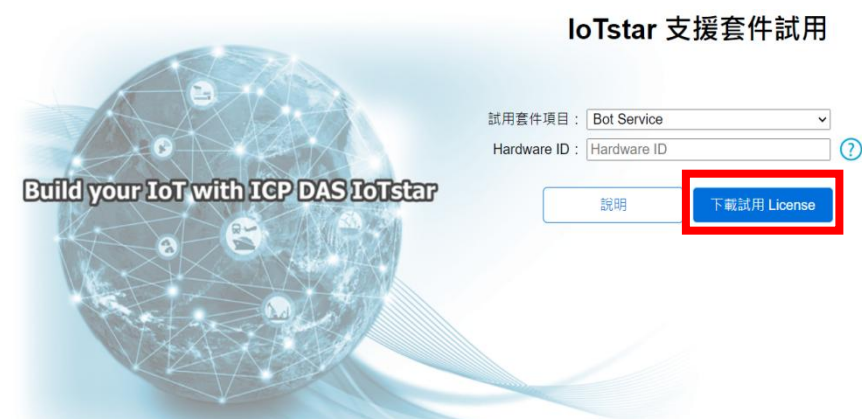 IoTstar 支援套件試用
試用套件項目： Bot Service
Hardware ID： Hardware ID
?
Build your IoT with ICP DAS IoTstar
說明 下載試用 License